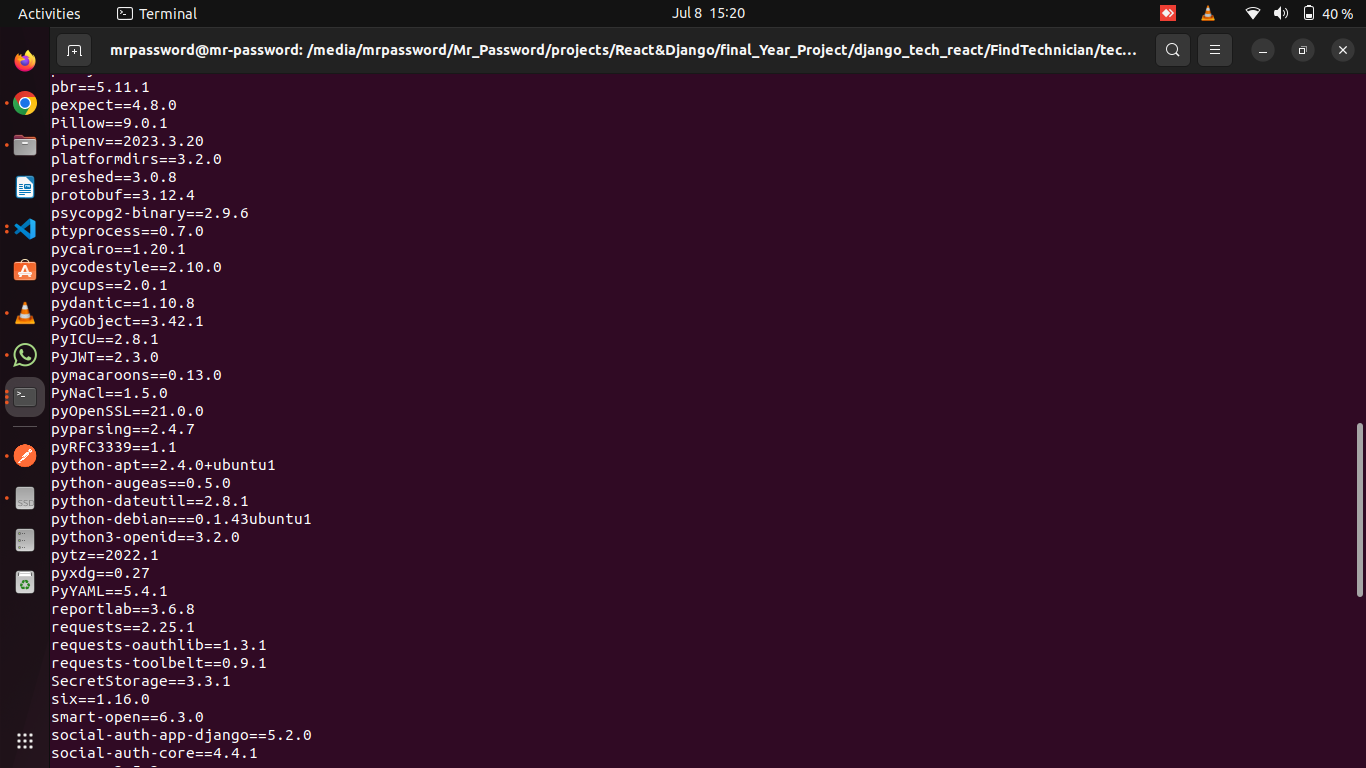 Activities
Terminal
Jul 8 15:20
40 %
mrpassword@mr-password: /media/mrpassword/Mr_Password/projects/React&Django/final_Year_Project/django_tech_react/FindTechnician/tec...
pbr==5.11.1
pexpect==4.8.0
Pillow==9.0.1
pipenv==2023.3.20
platformdirs==3.2.0
preshed==3.0.8
protobuf==3.12.4
psycopg2-binary==2.9.6
ptyprocess==0.7.0
pycairo==1.20.1
pycodestyle==2.10.0
pycups==2.0.1
pydantic==1.10.8
PyGObject==3.42.1
PyICU==2.8.1
PyJWT==2.3.0
pymacaroons==0.13.0
PyNaCl==1.5.0
pyOpenSSL==21.0.0
pyparsing==2.4.7
pyRFC3339==1.1
python-apt==2.4.0+ubuntu1
python-augeas==0.5.0
python-dateutil==2.8.1
python-debian===0.1.43ubuntu1
python3-openid==3.2.0
pytz==2022.1
pyxdg==0.27
PyYAML==5.4.1
reportlab==3.6.8
requests==2.25.1
requests-oauthlib==1.3.1
requests-toolbelt==0.9.1
SecretStorage==3.3.1
six==1.16.0
smart-open==6.3.0
social-auth-app-django==5.2.0
social-auth-core==4.4.1